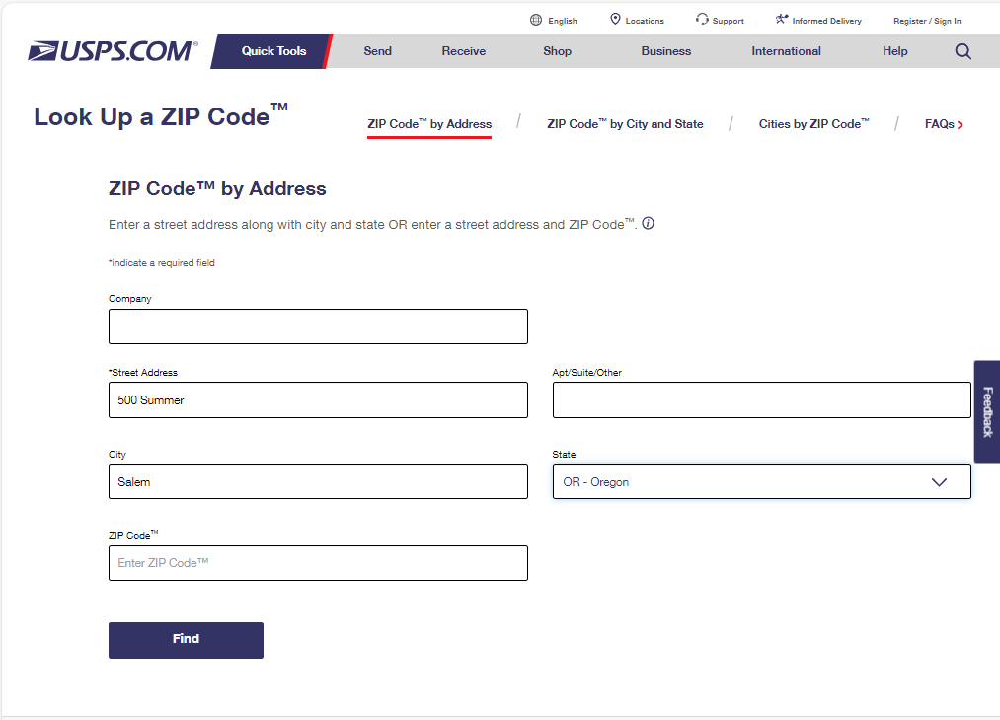 English Locations Support Informed Delivery Register / Sign In
USPS.COM®
Quick Tools Send Receive Shop Business International Help
Look Up a ZIP Code™
ZIP Code™ by Address / ZIP Code™ by City and State / Cities by ZIP Code™ / FAQs
ZIP Code™ by Address
Enter a street address along with city and state OR enter a street address and ZIP Code™. i
*indicate a required field
Company
*Street Address Apt/Suite/Other
500 Summer
City State
Salem OR - Oregon
ZIP Code™
Enter ZIP Code™
Find
Feedback